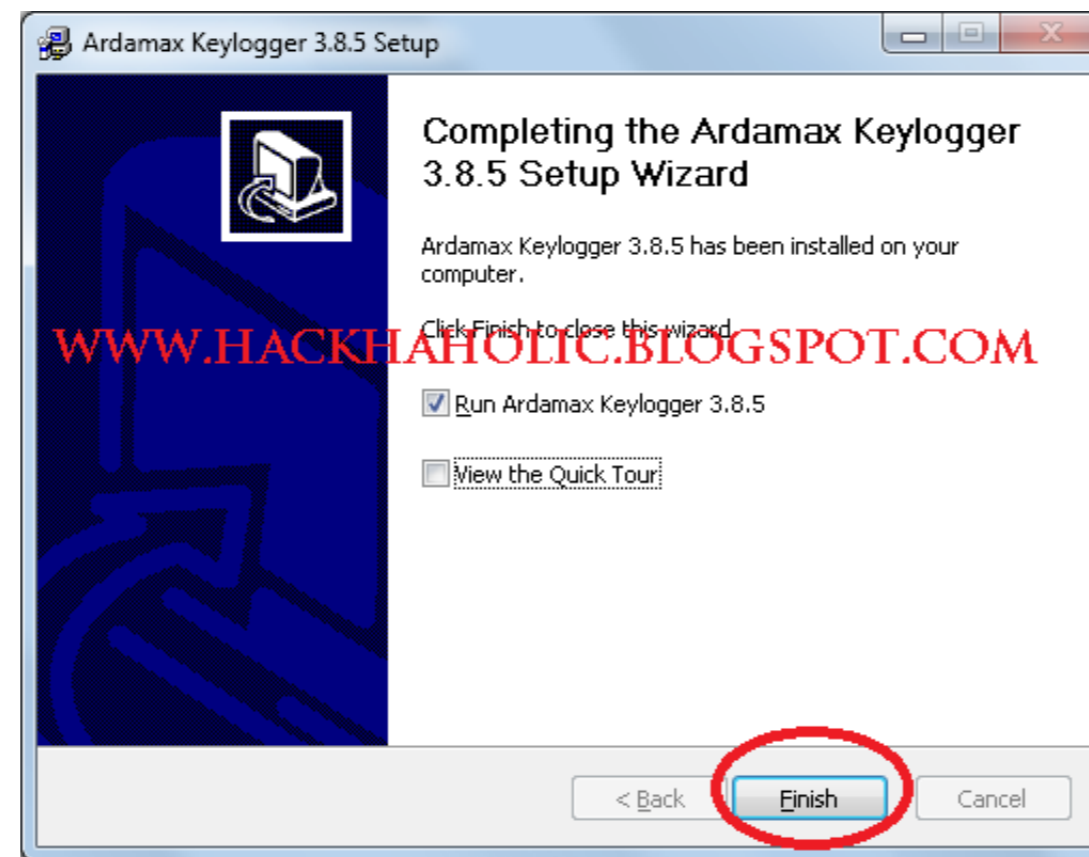 Ardamax Keylogger 3.8.5 Setup
Completing the Ardamax Keylogger
3.8.5 Setup Wizard
Ardamax Keylogger 3.8.5 has been installed on your
computer.
Click Finish to close this wizard.
WWW.HACKHAHOLIC.BLOGSPOT.COM
Run Ardamax Keylogger 3.8.5
View the Quick Tour
< Back
Finish
Cancel